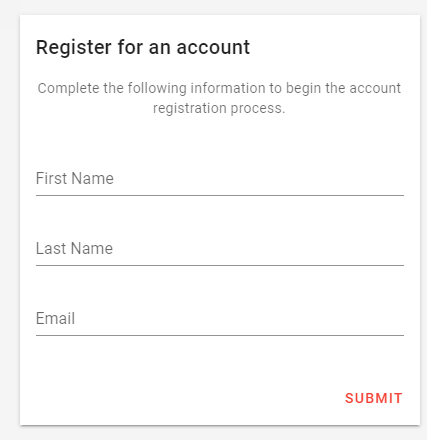 Register for an account
Complete the following information to begin the account
registration process.
First Name
Last Name
Email
SUBMIT